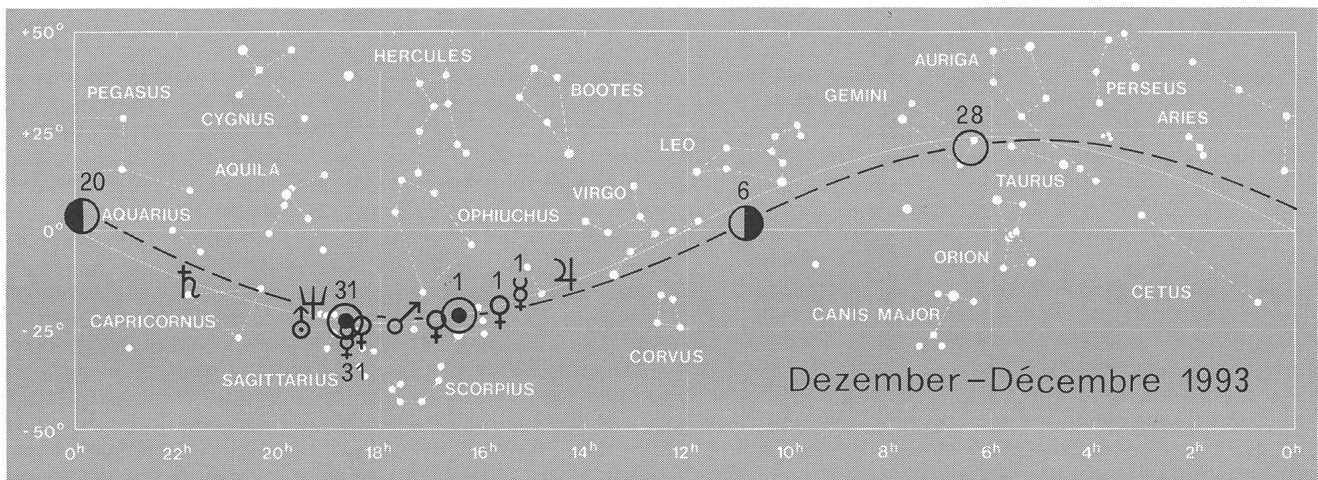 +50°
HERCULES
AURIGA
BOOTES
PEGASUS
GEMINI
PERSEUS
CYGNUS
28
ARIES
+25°
LEO
AQUILA
20
6
TAURUS
VIRGO
AQUARIUS
OPHIUCHUS
0°
ORION
1
1
1
31
CETUS
CAPRICORNUS
CANIS MAJOR
-25°
CORVUS
SAGITTARIUS
31
SCORPIUS
Dezember–Décembre 1993
-50°
0h 22h 20h 18h 16h 14h 12h 10h 8h 6h 4h 2h 0h